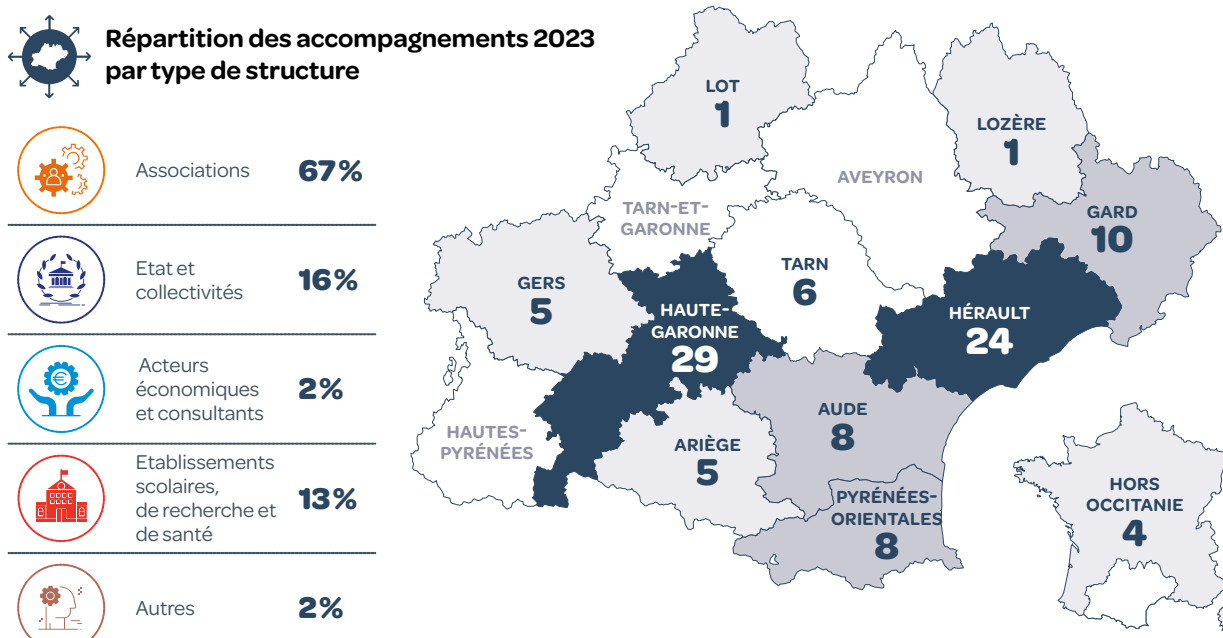 Répartition des accompagnements 2023
par type de structure
Associations 67%
Etat et
collectivités 16%
Acteurs
économiques
et consultants 2%
Etablissements
scolaires,
de recherche et
de santé 13%
Autres 2%
LOT
1
LOZÈRE
1
AVEYRON
TARN-ET-
GARONNE
GARD
10
GERS
5
TARN
6
HAUTE-
GARONNE
29
HÉRAULT
24
HAUTES-
PYRÉNÉES
ARIÈGE
5
AUDE
8
PYRÉNÉES-
ORIENTALES
8
HORS
OCCITANIE
4